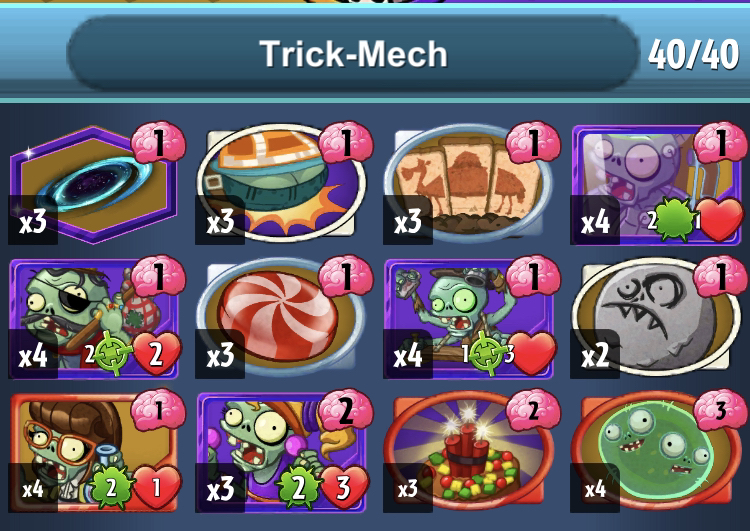 Trick-Mech 40/40
1 1 1 1
x3 x3 x3 x4 2 1
1 1 1 1
x4 2 2 x3 x4 1 3 x2
1 2 2 3
x4 2 1 x3 2 3 x3 x4